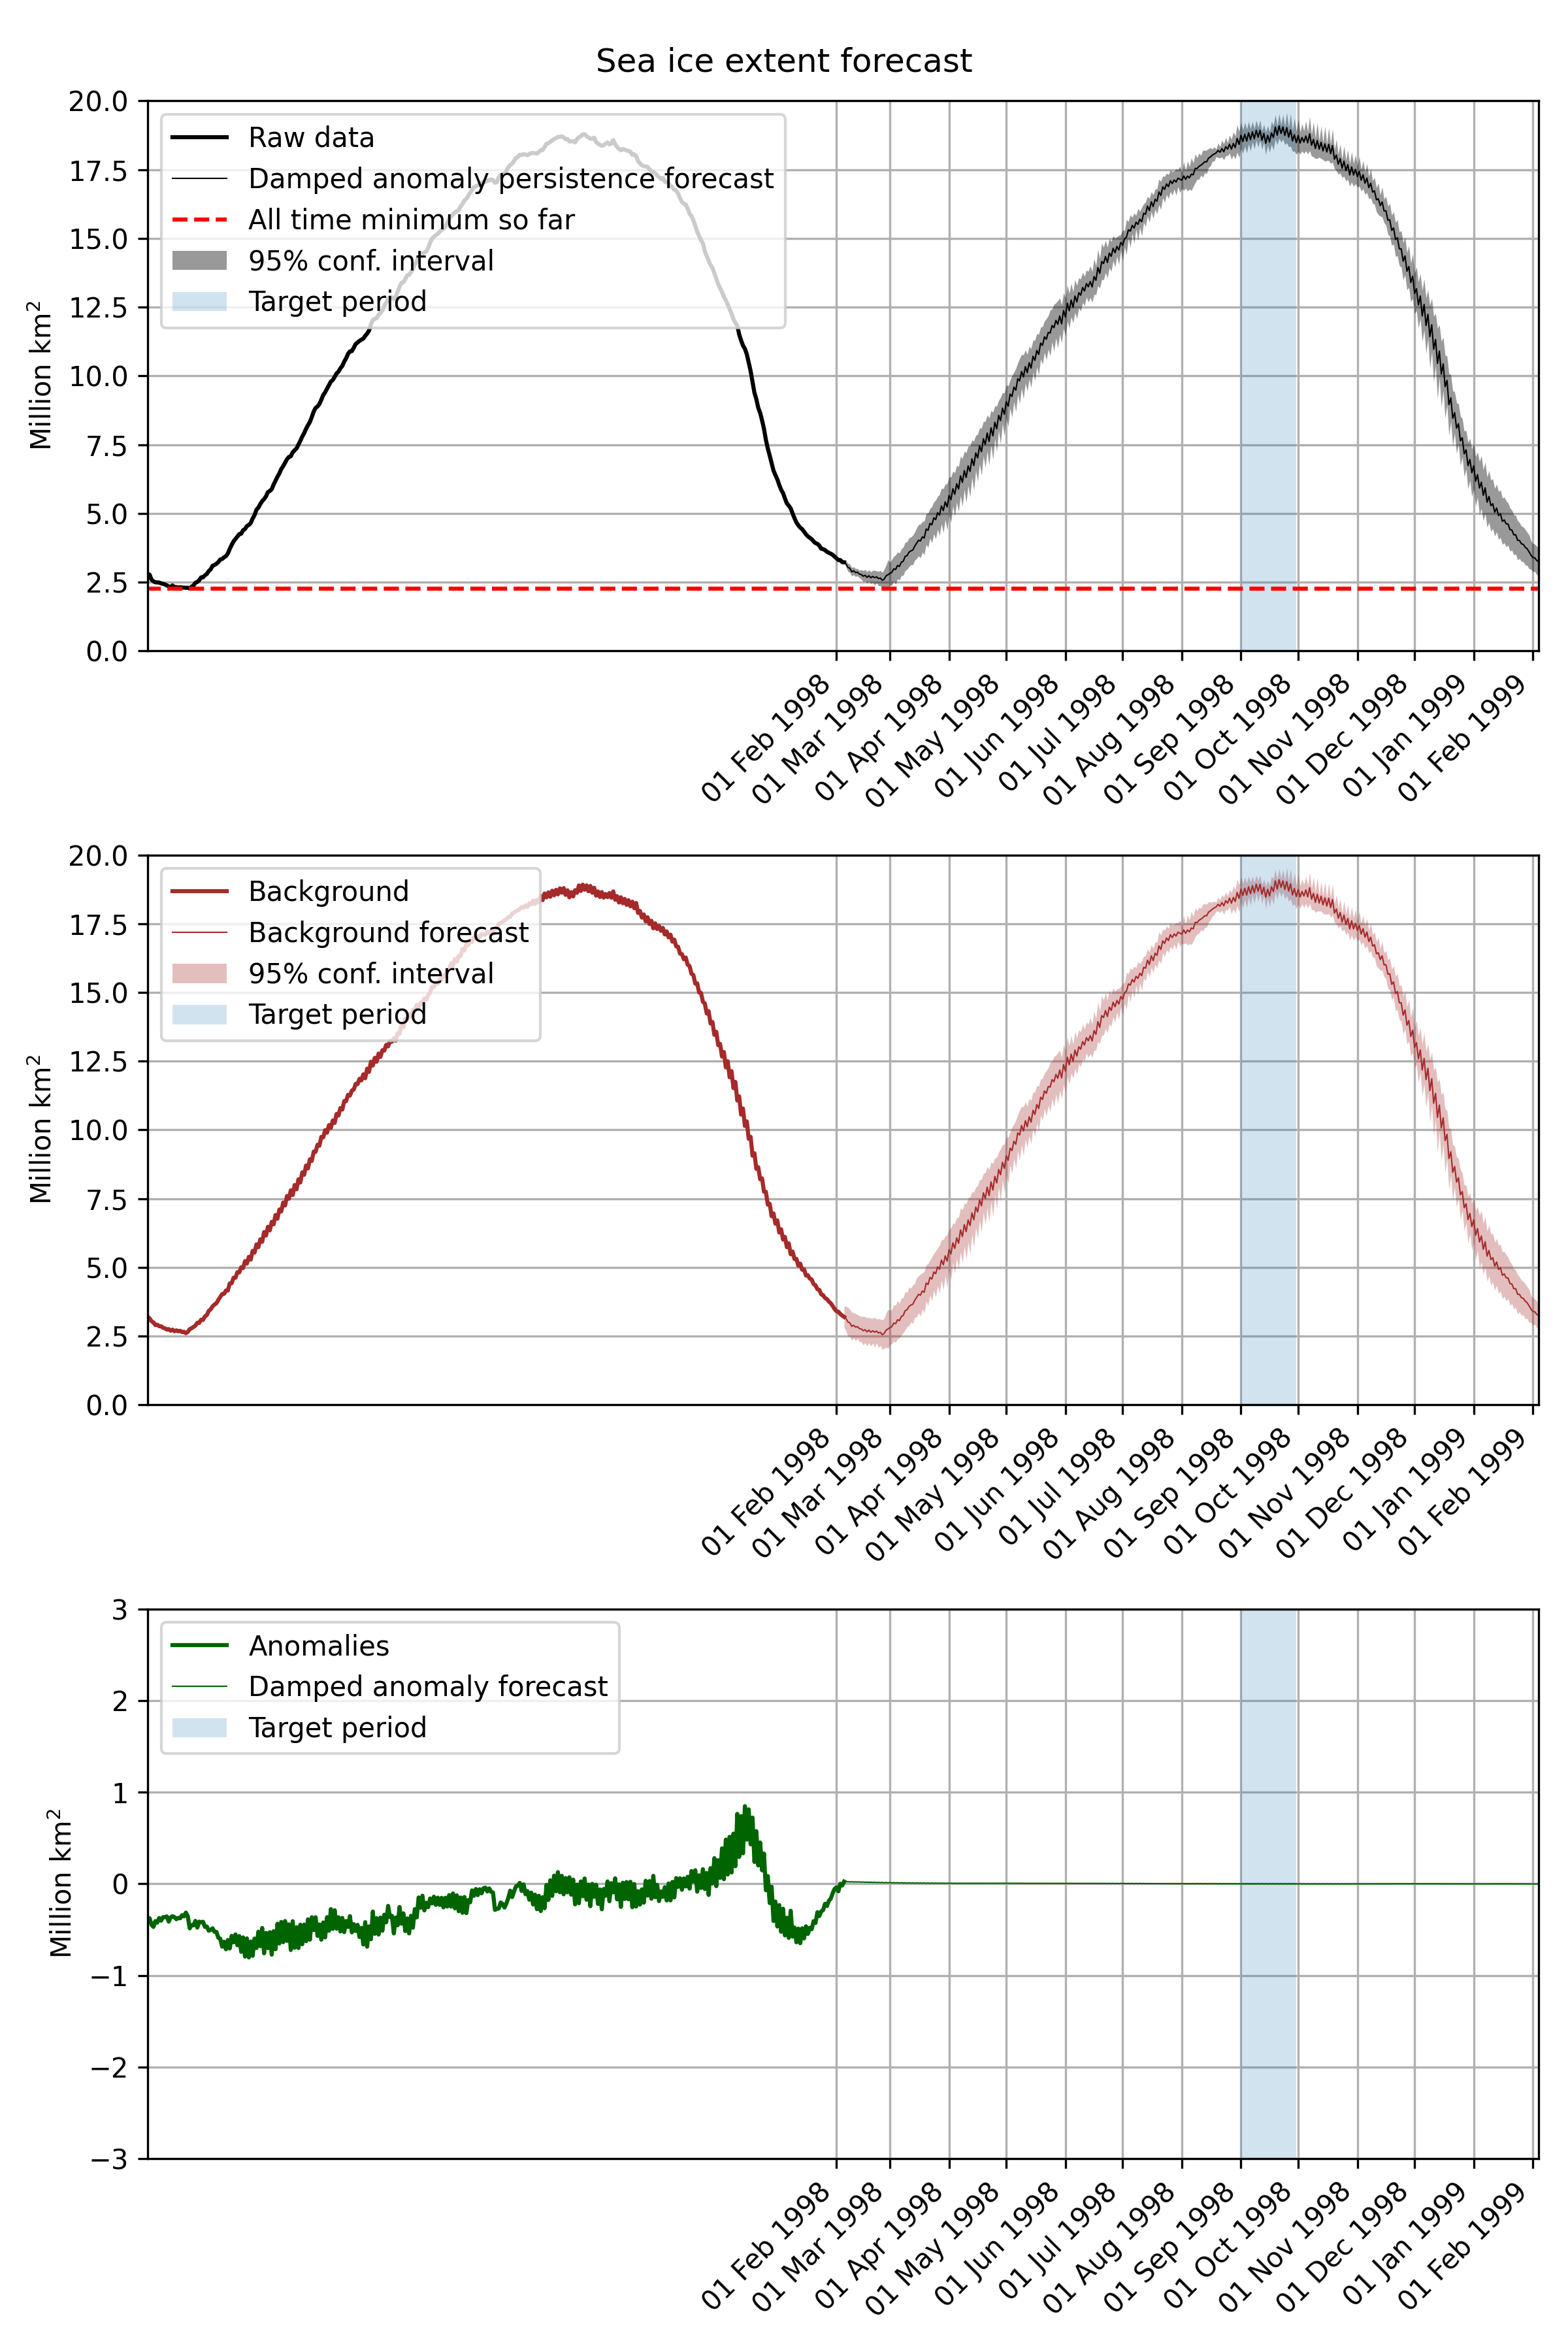 Sea ice extent forecast
20.0
17.5
15.0
12.5
10.0
7.5
5.0
2.5
0.0
Million km²
Raw data
Damped anomaly persistence forecast
All time minimum so far
95% conf. interval
Target period
01 Feb 1998
01 Mar 1998
01 Apr 1998
01 May 1998
01 Jun 1998
01 Jul 1998
01 Aug 1998
01 Sep 1998
01 Oct 1998
01 Nov 1998
01 Dec 1998
01 Jan 1999
01 Feb 1999
20.0
17.5
15.0
12.5
10.0
7.5
5.0
2.5
0.0
Million km²
Background
Background forecast
95% conf. interval
Target period
01 Feb 1998
01 Mar 1998
01 Apr 1998
01 May 1998
01 Jun 1998
01 Jul 1998
01 Aug 1998
01 Sep 1998
01 Oct 1998
01 Nov 1998
01 Dec 1998
01 Jan 1999
01 Feb 1999
3
2
1
0
−1
−2
−3
Million km²
Anomalies
Damped anomaly forecast
Target period
01 Feb 1998
01 Mar 1998
01 Apr 1998
01 May 1998
01 Jun 1998
01 Jul 1998
01 Aug 1998
01 Sep 1998
01 Oct 1998
01 Nov 1998
01 Dec 1998
01 Jan 1999
01 Feb 1999